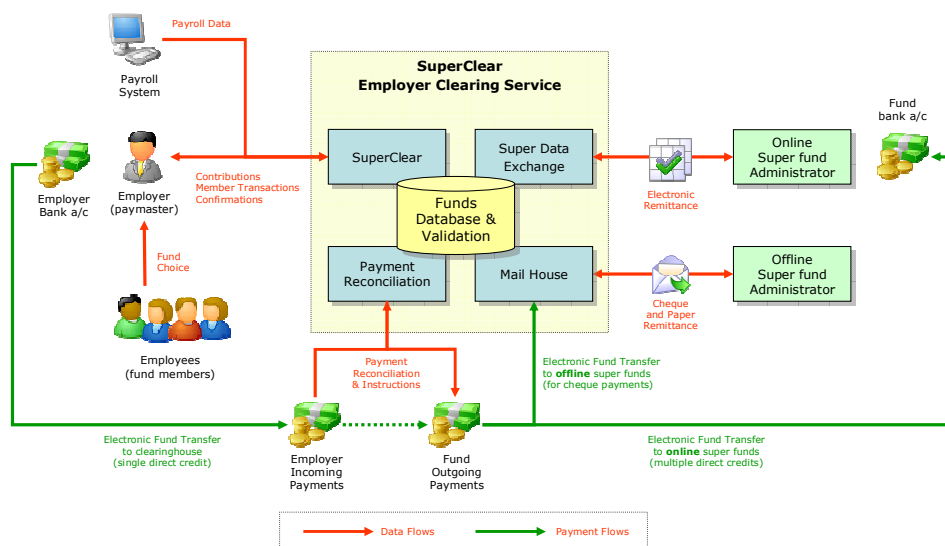 Payroll Data
Payroll
System
SuperClear
Employer Clearing Service
Fund
bank a/c
SuperClear
Super Data
Exchange
Online
Super fund
Administrator
Electronic
Remittance
Employer
Bank a/c
Employer
(paymaster)
Contributions
Member Transactions
Confirmations
Funds
Database &
Validation
Fund
Choice
Payment
Reconciliation
Mail House
Offline
Super fund
Administrator
Cheque
and Paper
Remittance
Employees
(fund members)
Payment
Reconciliation
& Instructions
Electronic Fund Transfer
to offline super funds
(for cheque payments)
Electronic Fund Transfer
to clearinghouse
(single direct credit)
Employer
Incoming
Payments
Fund
Outgoing
Payments
Electronic Fund Transfer
to online super funds
(multiple direct credits)
Data Flows
Payment Flows